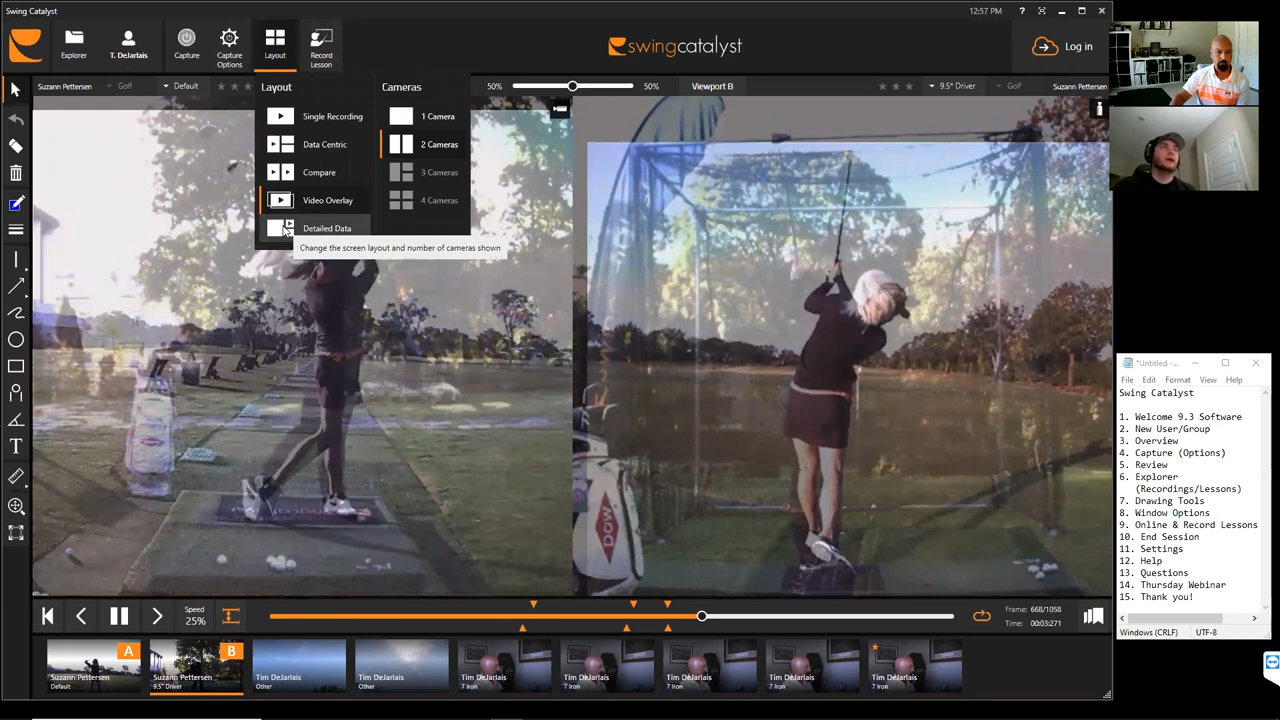 Swing Catalyst
12:57 PM
?
Explorer
T. DeJarlais
Capture
Capture Options
Layout
Record Lesson
swingcatalyst
Log in
Suzann Pettersen
Golf
Default
50%
50%
Viewport B
9.5° Driver
Golf
Suzann Pettersen
Layout
Single Recording
Data Centric
Compare
Video Overlay
Detailed Data
Cameras
1 Camera
2 Cameras
3 Cameras
4 Cameras
Change the screen layout and number of cameras shown
T
DOW
Speed
25%
Frame: 668/1058
Time: 00:03:271
A
Suzann Pettersen
Default
B
Suzann Pettersen
9.5° Driver
Tim DeJarlais
Other
Tim DeJarlais
Other
Tim DeJarlais
7 Iron
Tim DeJarlais
7 Iron
Tim DeJarlais
7 Iron
Tim DeJarlais
7 Iron
Tim DeJarlais
7 Iron
*Untitled -...
File Edit Format View Help
Swing Catalyst
1. Welcome 9.3 Software
2. New User/Group
3. Overview
4. Capture (Options)
5. Review
6. Explorer
(Recordings/Lessons)
7. Drawing Tools
8. Window Options
9. Online & Record Lessons
10. End Session
11. Settings
12. Help
13. Questions
14. Thursday Webinar
15. Thank you!
Windows (CRLF) UTF-8